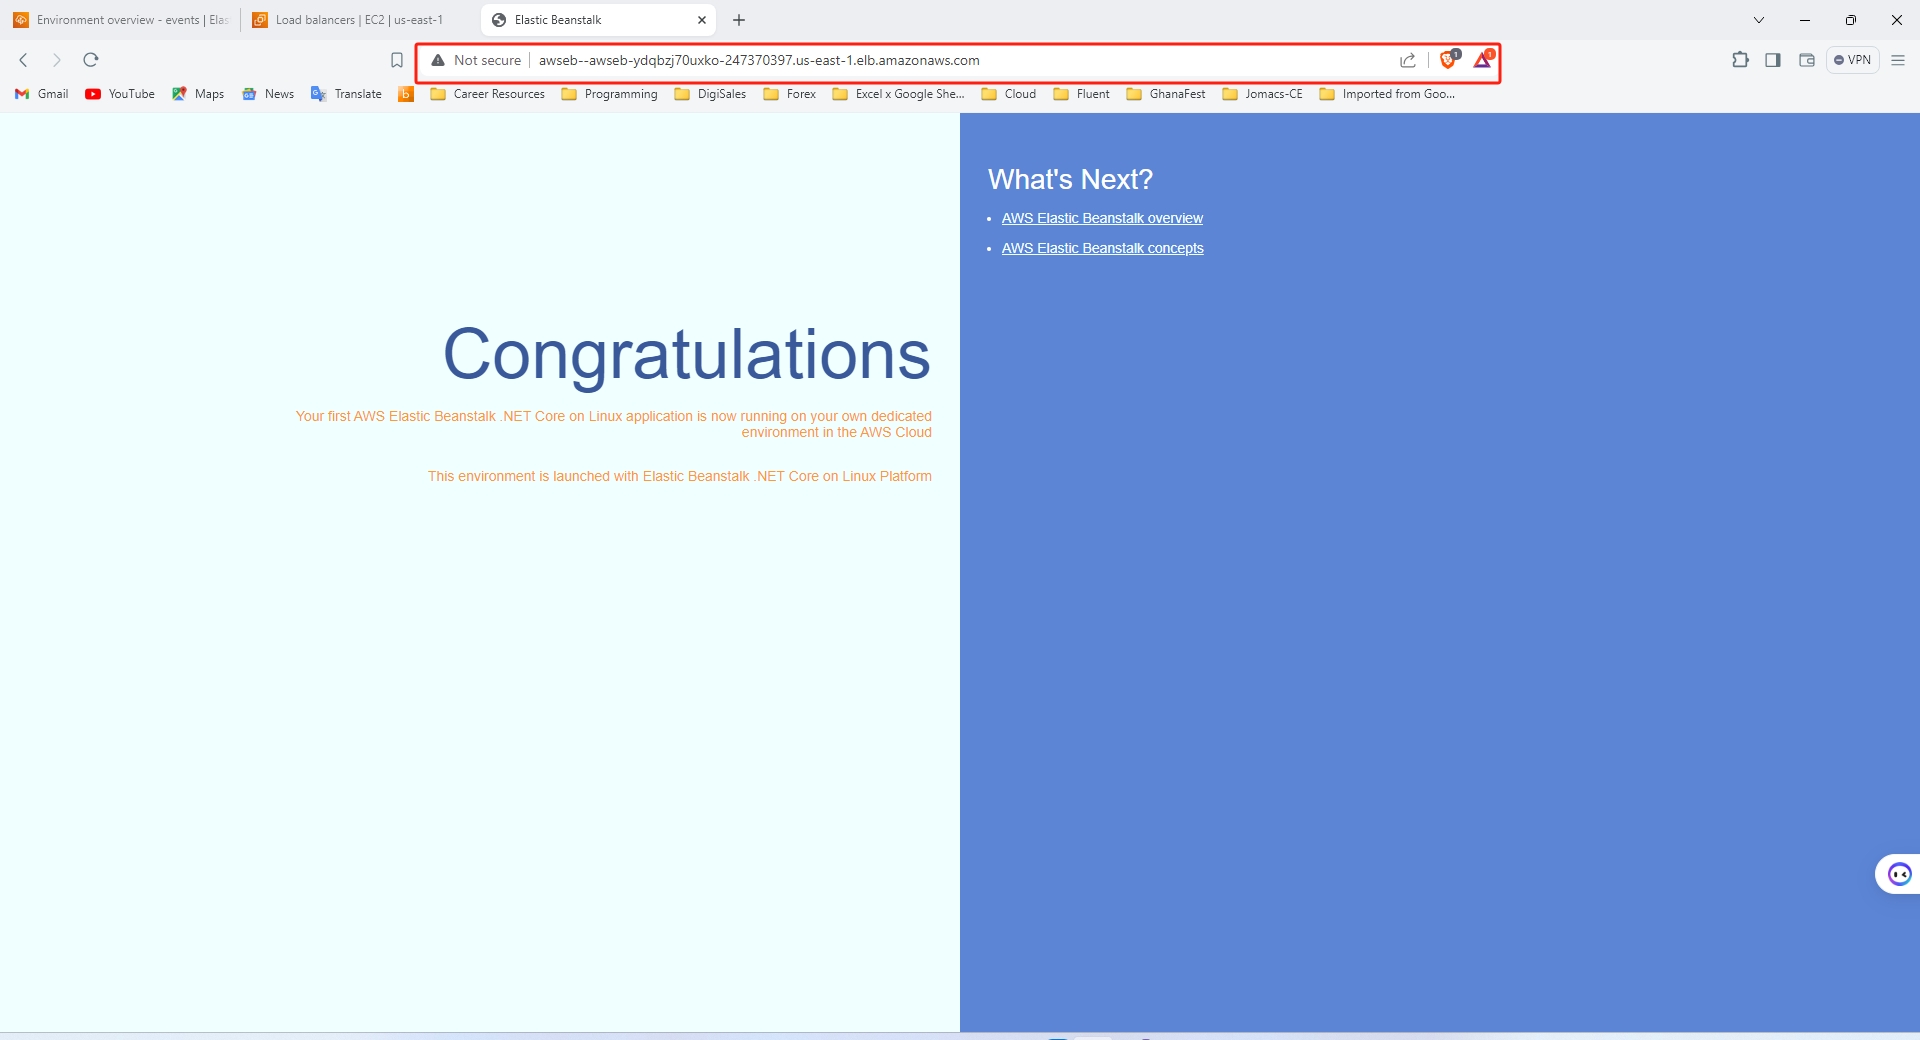 Environment overview - events | Elas
Load balancers | EC2 | us-east-1
Elastic Beanstalk
Not secure
awseb--awseb-ydqbzj70uxko-247370397.us-east-1.elb.amazonaws.com
1
1
VPN
Gmail
YouTube
Maps
News
Translate
b
Career Resources
Programming
DigiSales
Forex
Excel x Google She...
Cloud
Fluent
GhanaFest
Jomacs-CE
Imported from Goo...
Congratulations
Your first AWS Elastic Beanstalk .NET Core on Linux application is now running on your own dedicated
environment in the AWS Cloud
This environment is launched with Elastic Beanstalk .NET Core on Linux Platform
What's Next?
AWS Elastic Beanstalk overview
AWS Elastic Beanstalk concepts